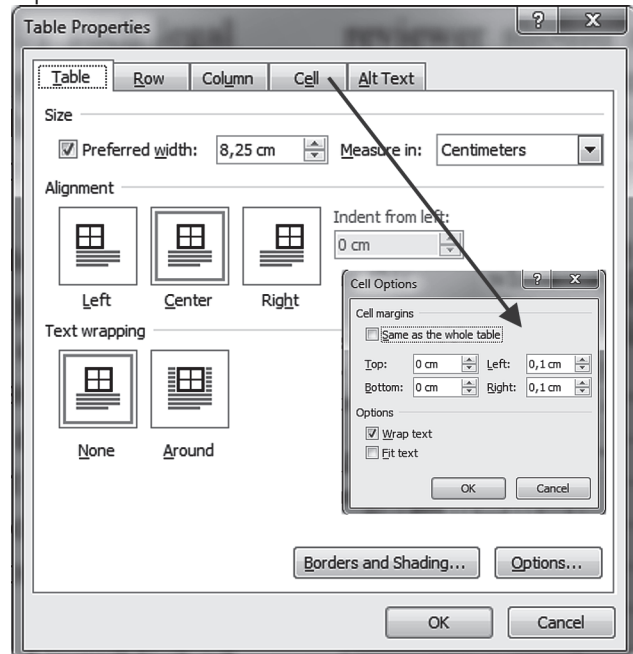 Table Properties
Table Row Column Cell Alt Text
Size
Preferred width: 8,25 cm Measure in: Centimeters
Alignment
Indent from left:
0 cm
Left Center Right
Text wrapping
None Around
Cell Options
Cell margins
Same as the whole table
Top: 0 cm Left: 0,1 cm
Bottom: 0 cm Right: 0,1 cm
Options
Wrap text
Fit text
OK Cancel
Borders and Shading... Options...
OK Cancel